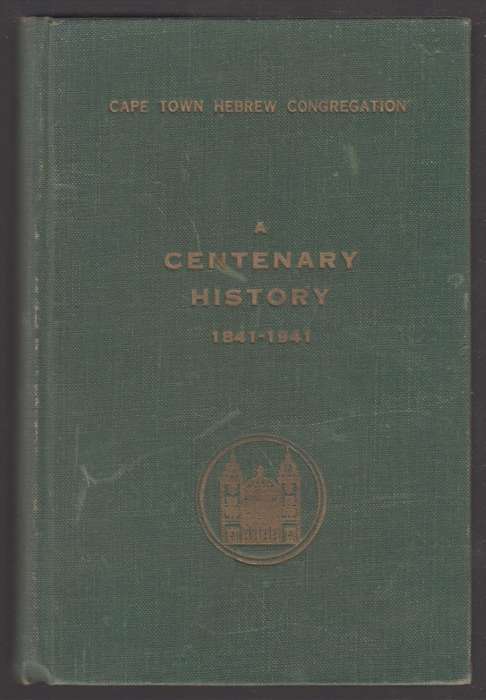 CAPE TOWN HEBREW CONGREGATION
A
CENTENARY
HISTORY
1841-1941